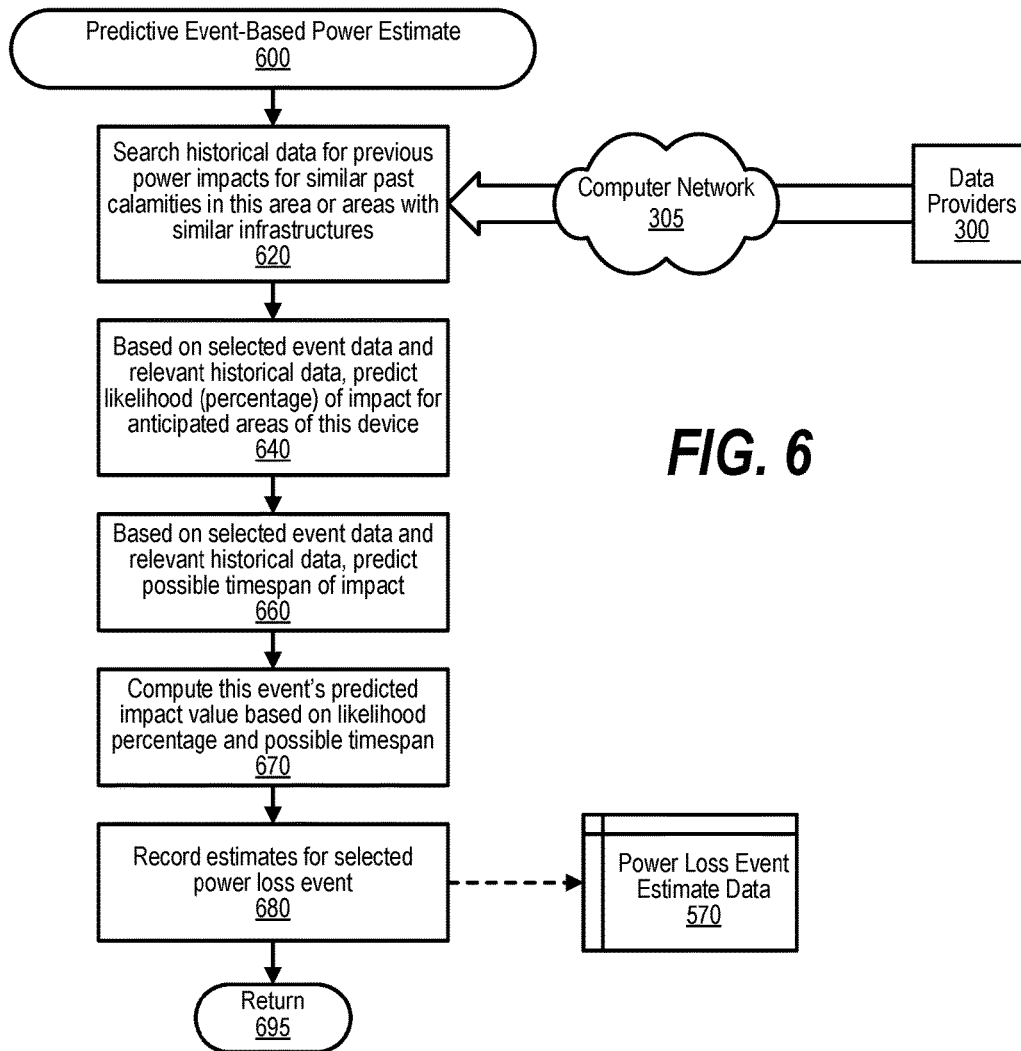 Predictive Event-Based Power Estimate
600
Search historical data for previous
power impacts for similar past
calamities in this area or areas with
similar infrastructures
620
Computer Network
305
Data
Providers
300
Based on selected event data and
relevant historical data, predict
likelihood (percentage) of impact for
anticipated areas of this device
640
FIG. 6
Based on selected event data and
relevant historical data, predict
possible timespan of impact
660
Compute this event’s predicted
impact value based on likelihood
percentage and possible timespan
670
Record estimates for selected
power loss event
680
Power Loss Event
Estimate Data
570
Return
695